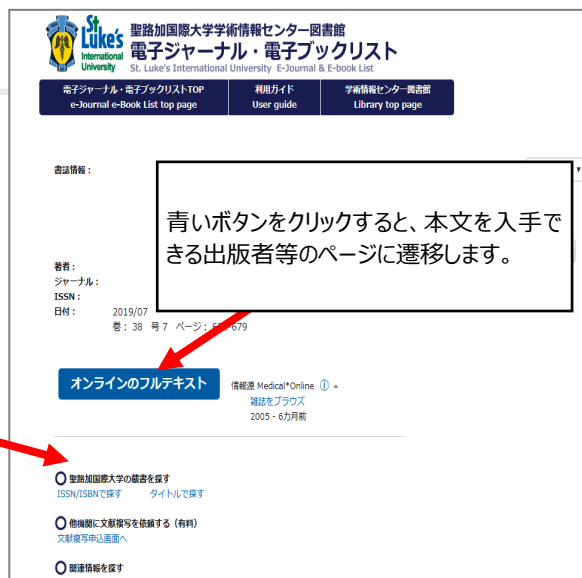 St.
Luke's
International
University
聖路加国際大学学術情報センター図書館
電子ジャーナル・電子ブックリスト
St. Luke's International University E-Journal & E-book List
電子ジャーナル・電子ブックリストTOP
e-Journal e-Book List top page
利用ガイド
User guide
学術情報センター図書館
Library top page
書誌情報：
青いボタンをクリックすると、本文を入手で
きる出版者等のページに遷移します。
著者：
ジャーナル：
ISSN：
日付： 2019/07
巻： 38 号 7 ページ： 679
オンラインのフルテキスト
情報源 Medical*Online
雑誌をブラウズ
2005 - 6カ月前
聖路加国際大学の蔵書を探す
ISSN/ISBNで探す タイトルで探す
他機関に文献複写を依頼する（有料）
文献複写申込画面へ
関連情報を探す